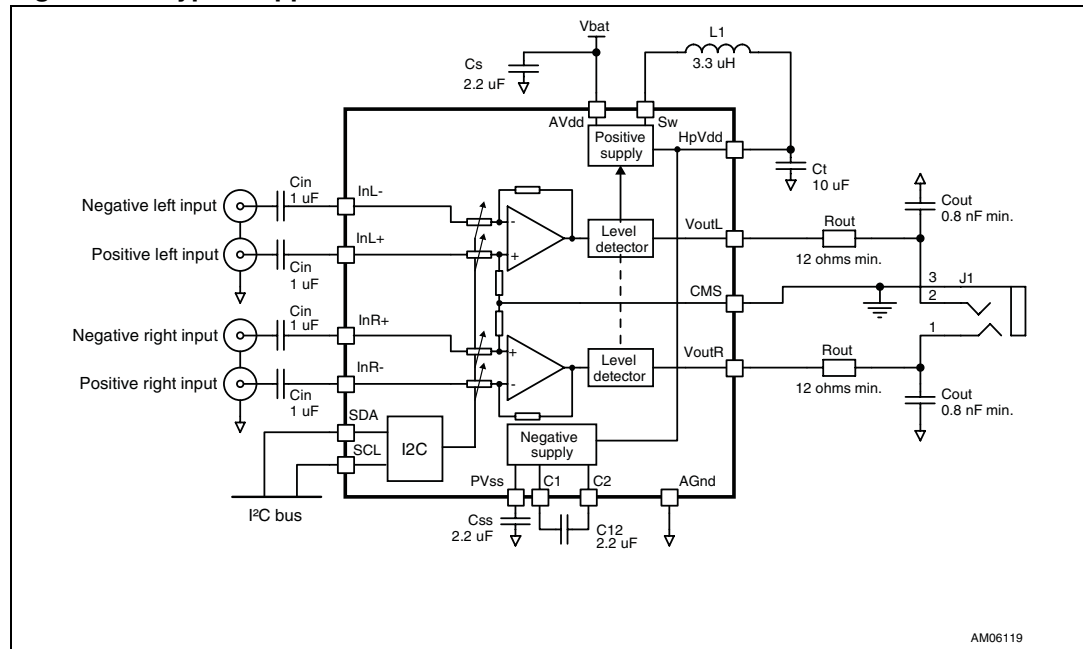 Vbat
L1
3.3 uH
Cs
2.2 uF
AVdd
Sw
Positive
supply
HpVdd
Ct
10 uF
Cin
1 uF
InL-
Negative left input
-
Level
detector
VoutL
Rout
12 ohms min.
Cout
0.8 nF min.
Positive left input
Cin
1 uF
InL+
+
CMS
3
J1
2
1
Negative right input
Cin
1 uF
InR+
+
Level
detector
VoutR
Rout
12 ohms min.
Cout
0.8 nF min.
Positive right input
Cin
1 uF
InR-
-
SDA
SCL
I2C
I²C bus
Negative
supply
PVss
C1
C2
AGnd
Css
2.2 uF
C12
2.2 uF
AM06119